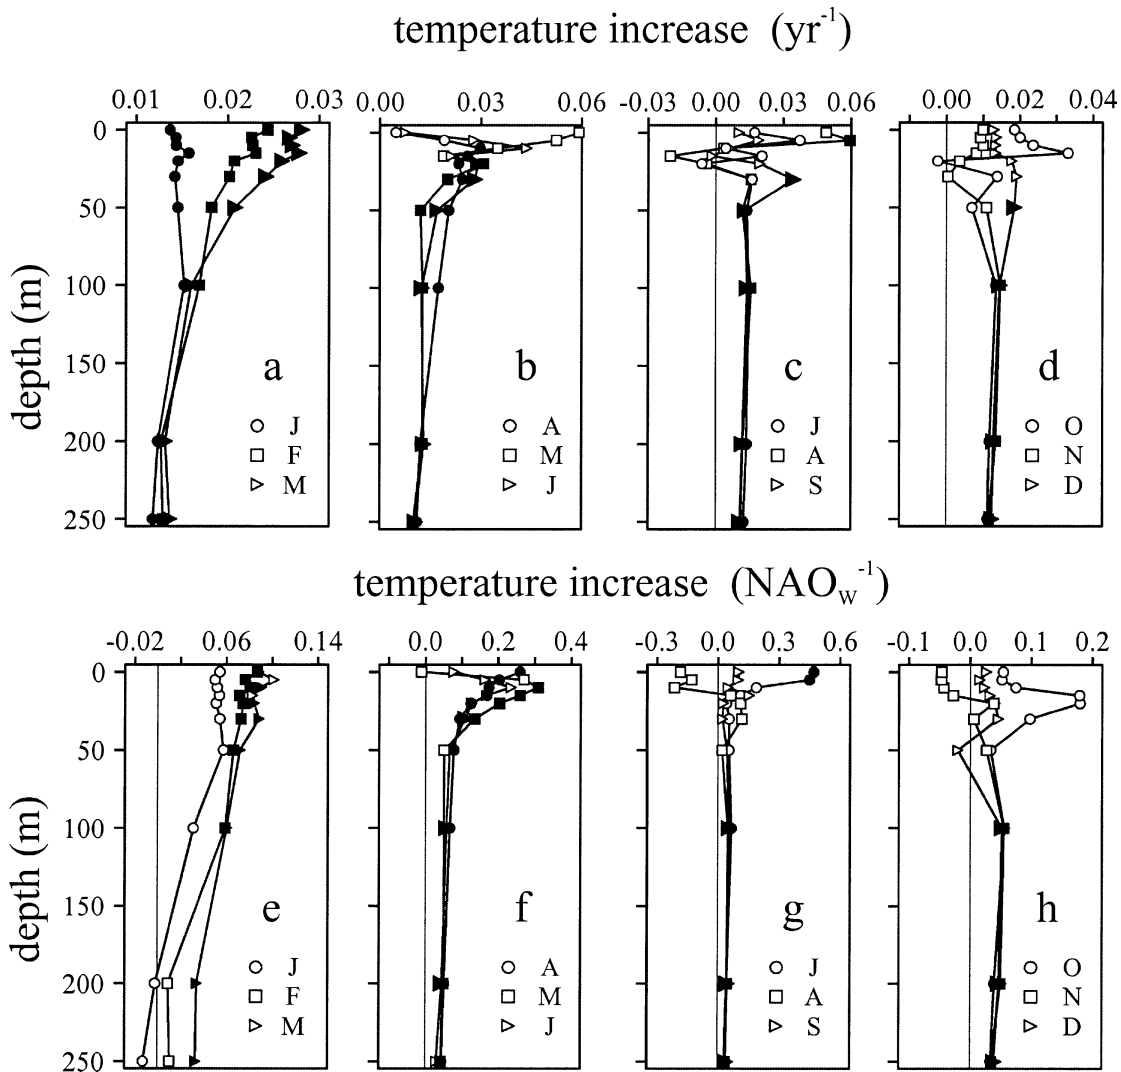 temperature increase (yr⁻¹)
0.01 0.02 0.03 0.00 0.03 0.06 -0.03 0.00 0.03 0.06 0.00 0.02 0.04
0
50
100
150
200
250
depth (m)
a b c d
J A J O
F M A N
M J S D
temperature increase (NAOW⁻¹)
-0.02 0.06 0.14 0.0 0.2 0.4 -0.3 0.0 0.3 0.6 -0.1 0.0 0.1 0.2
0
50
100
150
200
250
depth (m)
e f g h
J A J O
F M A N
M J S D